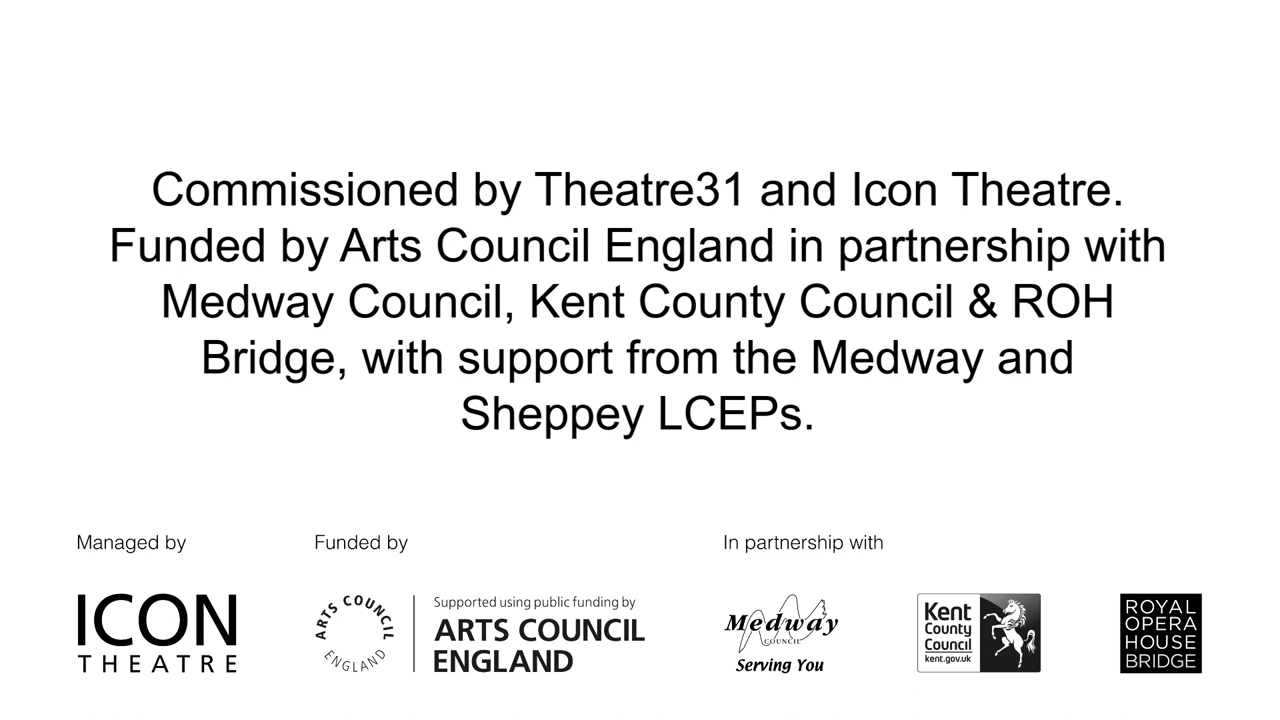 Commissioned by Theatre31 and Icon Theatre.
Funded by Arts Council England in partnership with
Medway Council, Kent County Council & ROH
Bridge, with support from the Medway and
Sheppey LCEPs.
Managed by
ICON
THEATRE
Funded by
ARTS COUNCIL
ENGLAND
Supported using public funding by
ARTS COUNCIL
ENGLAND
In partnership with
Medway
COUNCIL
Serving You
Kent
County
Council
kent.gov.uk
ROYAL
OPERA
HOUSE
BRIDGE